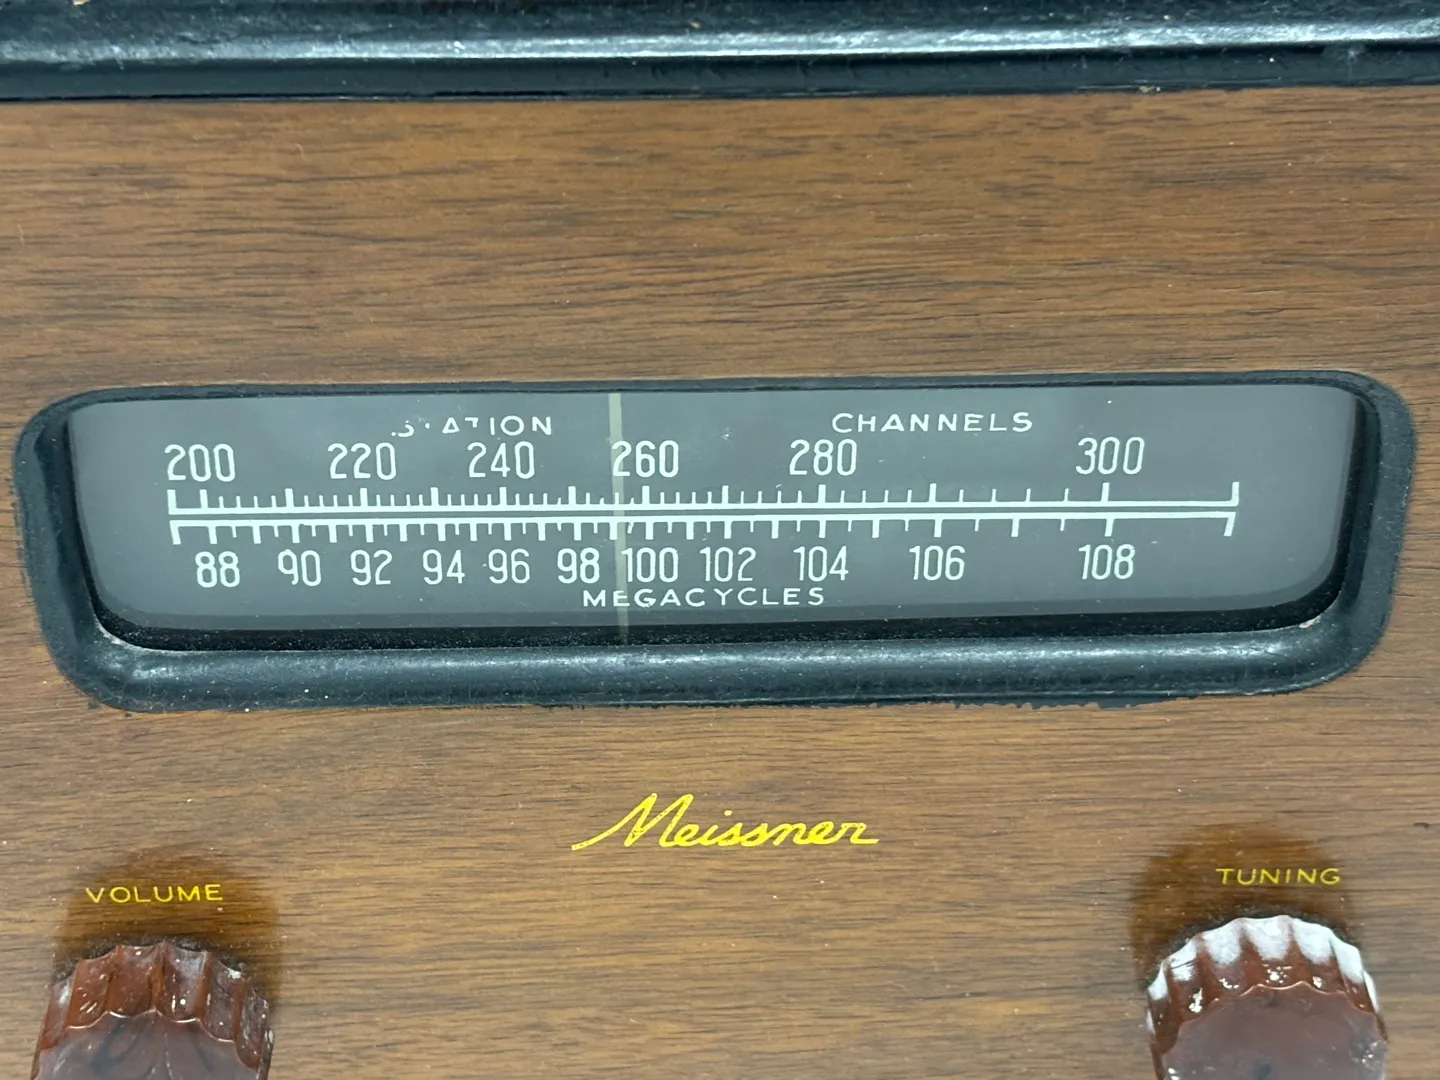 STATION CHANNELS
200 220 240 260 280 300
88 90 92 94 96 98 100 102 104 106 108
MEGACYCLES
Meissner
VOLUME TUNING